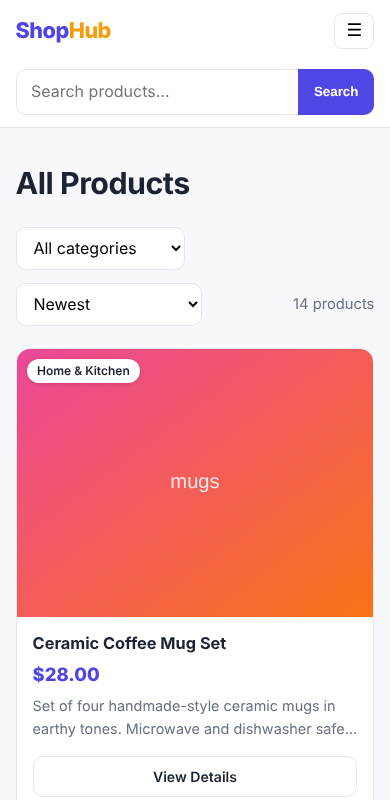 ShopHub
☰
Search products...
Search
All Products
All categories
Newest
14 products
Home & Kitchen
mugs
Ceramic Coffee Mug Set
$28.00
Set of four handmade-style ceramic mugs in
earthy tones. Microwave and dishwasher safe...
View Details